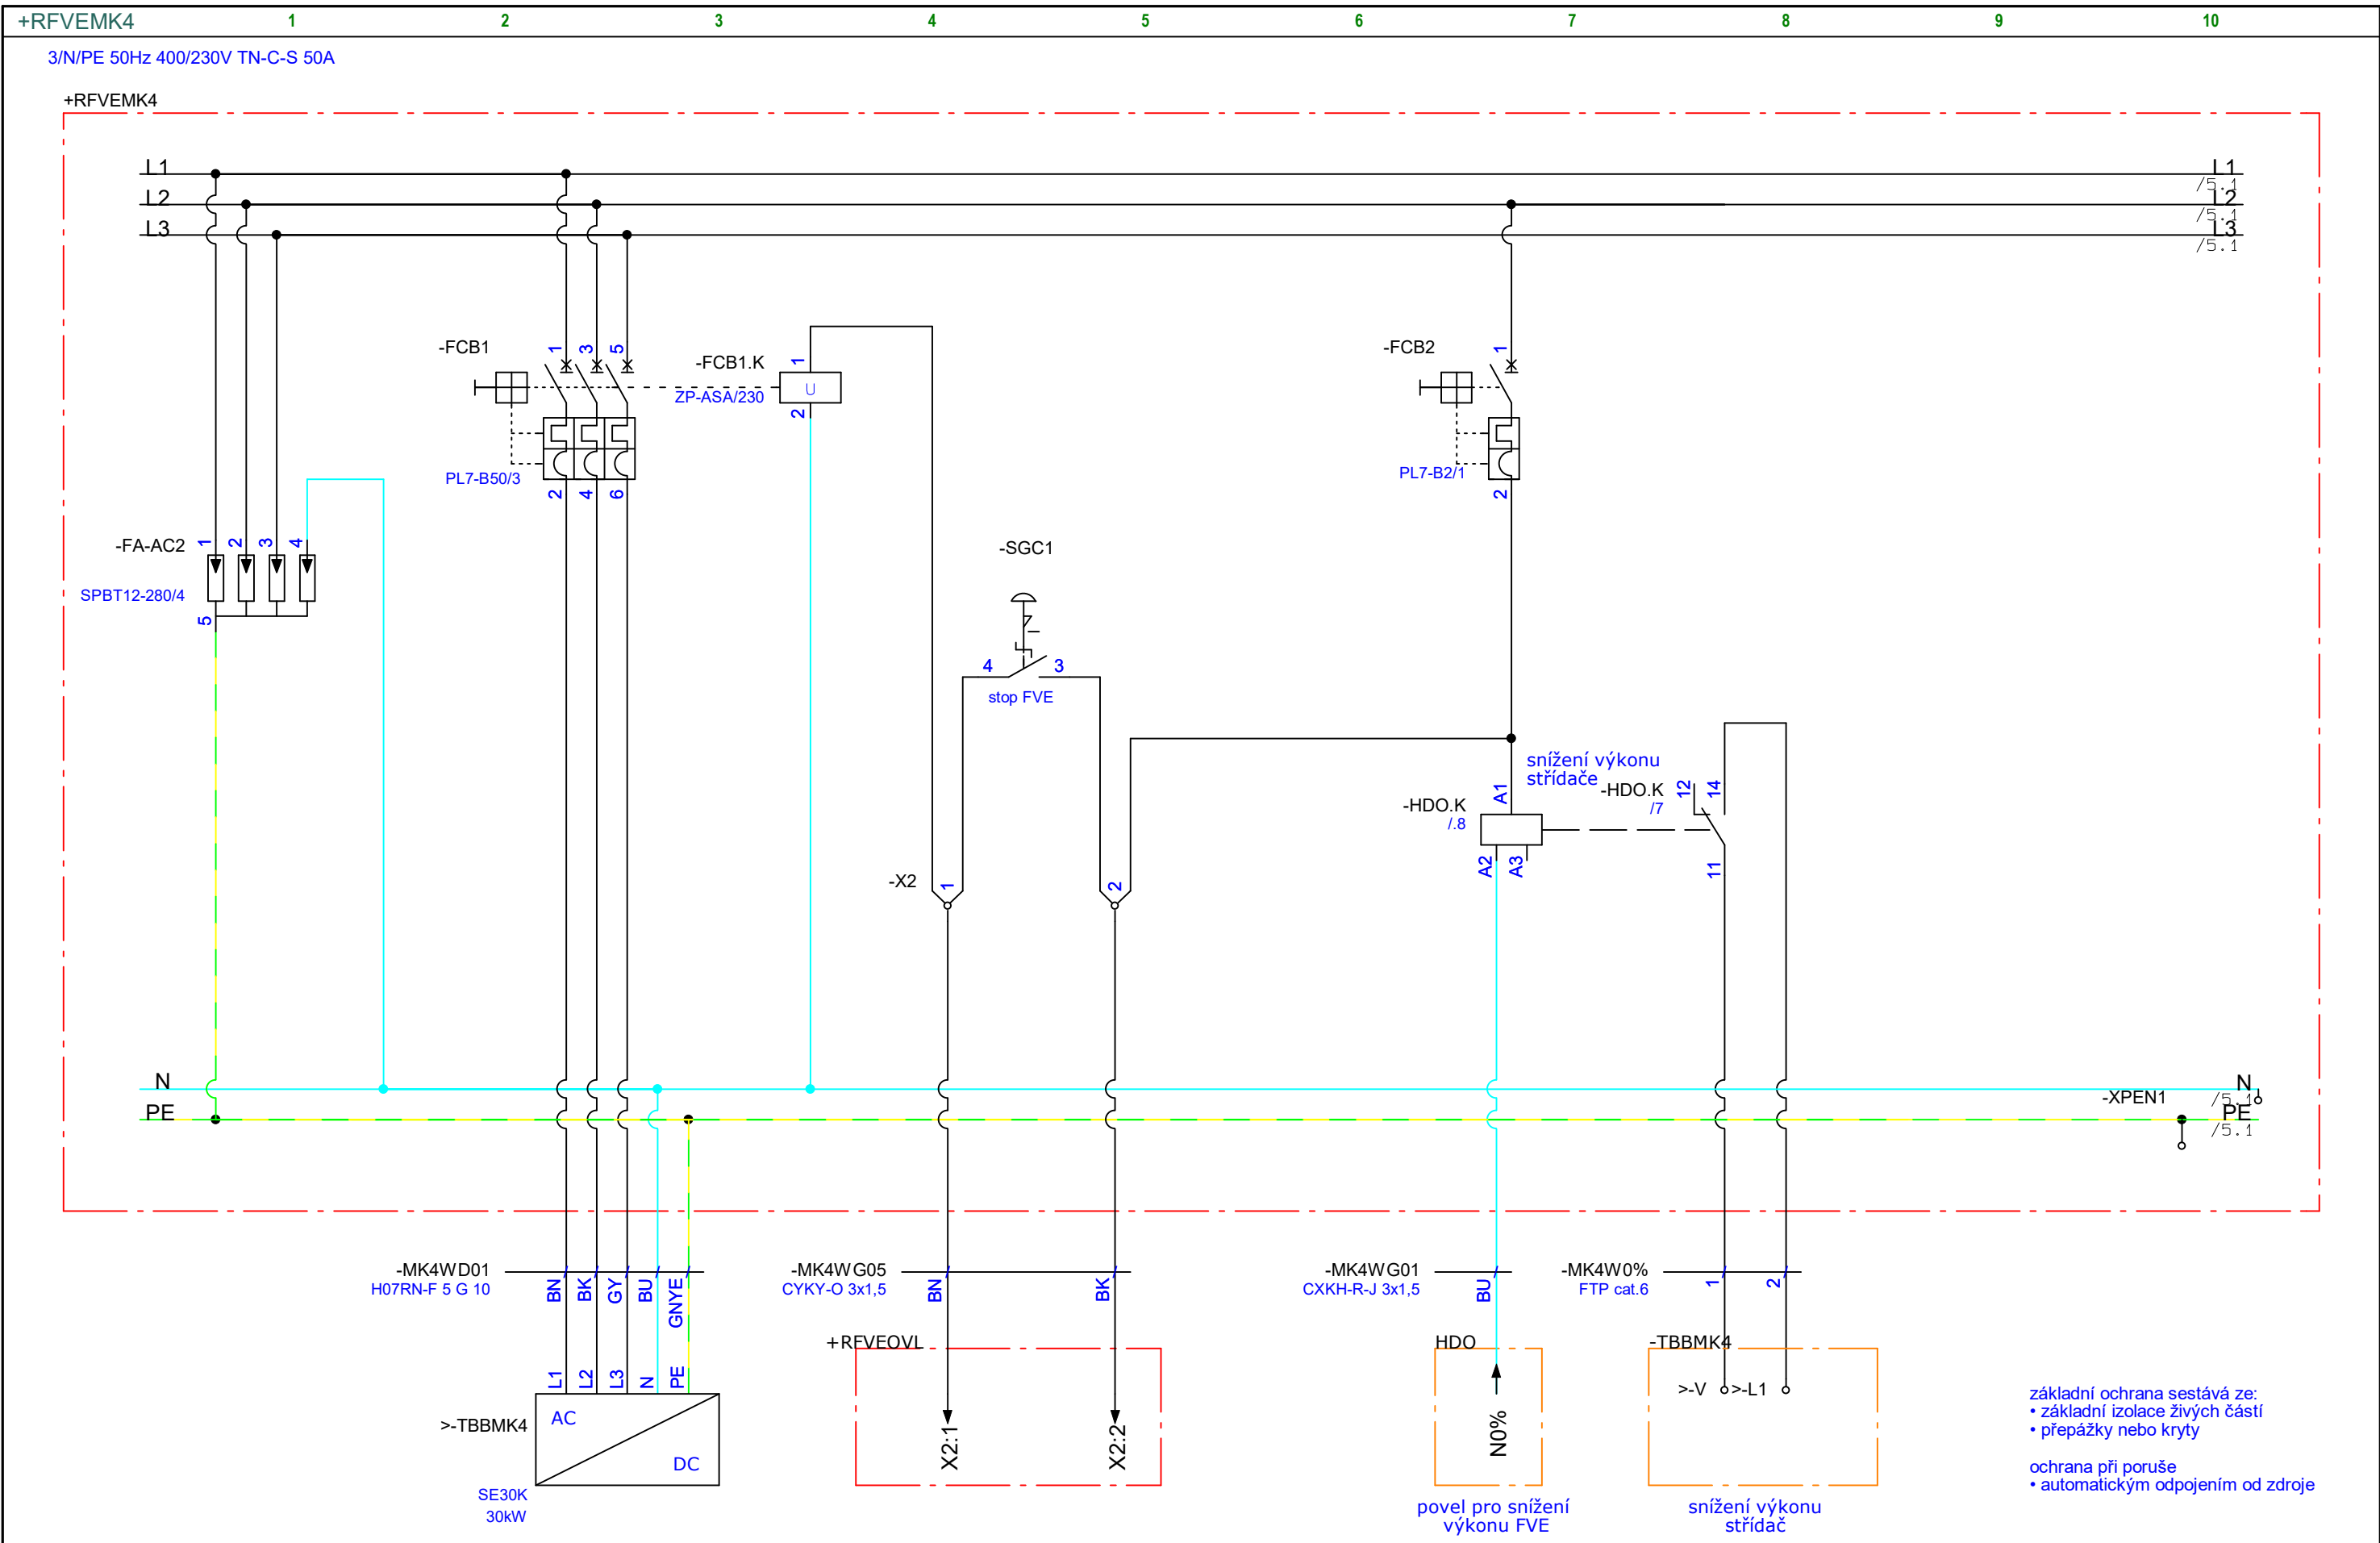 +RFVEMK4
1 2 3 4 5 6 7 8 9 10
3/N/PE 50Hz 400/230V TN-C-S 50A
+RFVEMK4
L1 L1
/5.1
L2 L2
/5.1
L3 L3
/5.1
-FCB1 1 3 5
-FCB1.K 1
ZP-ASA/230 U
2
PL7-B50/3
2 4 6
-FCB2 1
PL7-B2/1
2
-FA-AC2 1 2 3 4
SPBT12-280/4
5
-SGC1
4 3
stop FVE
snížení výkonu
střídače
-HDO.K A1
/.8
A2 A3
-HDO.K 12 14
/7
11
-X2 1 2
N N
/5.1
-XPEN1
PE PE
/5.1
-MK4WD01
H07RN-F 5 G 10
BN BK GY BU GNYE
-MK4WG05
CYKY-O 3x1,5
BN BK
-MK4WG01
CXKH-R-J 3x1,5
BU
-MK4W0%
FTP cat.6
1 2
L1 L2 L3 N PE
>-TBBMK4
AC
DC
SE30K
30kW
+RFVEOVL
X2:1 X2:2
HDO
N0%
povel pro snížení
výkonu FVE
-TBBMK4
>-V >-L1
snížení výkonu
střídač
základní ochrana sestává ze:
• základní izolace živých částí
• přepážky nebo kryty
ochrana při poruše
• automatickým odpojením od zdroje